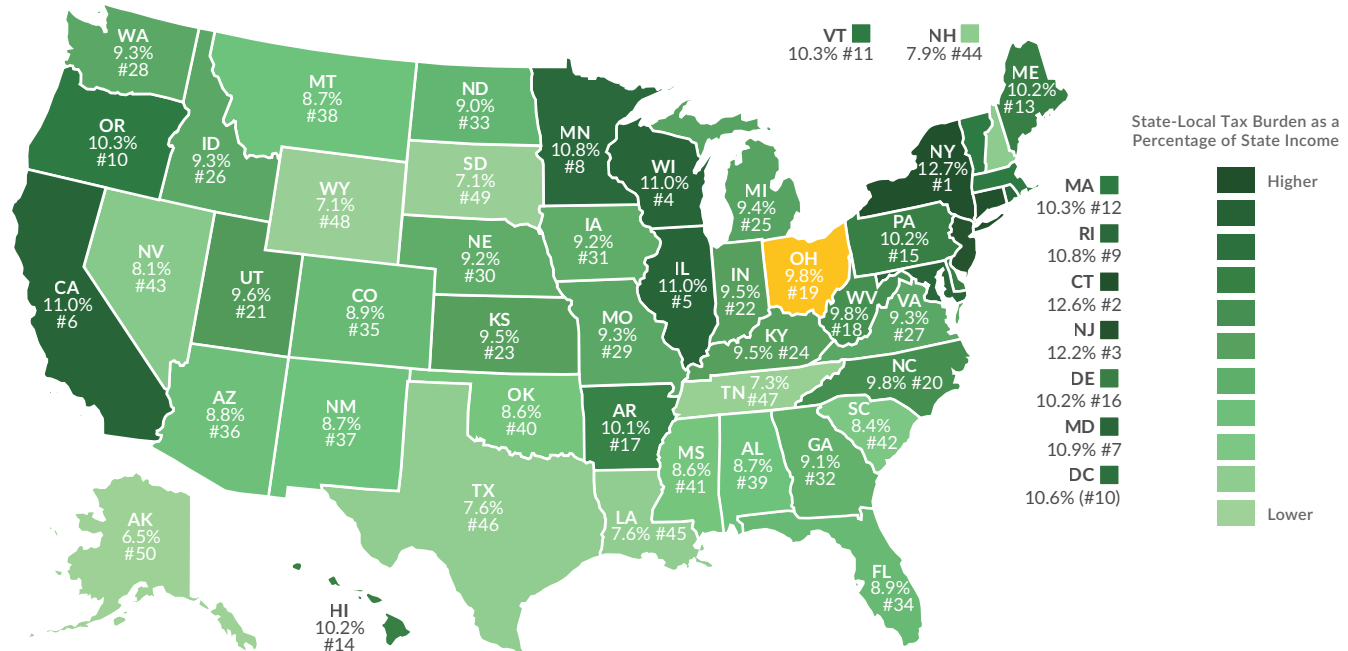 WA
9.3%
#28
MT
8.7%
#38
ND
9.0%
#33
MN
10.8%
#8
VT
10.3% #11
NH
7.9% #44
ME
10.2%
#13
OR
10.3%
#10
ID
9.3%
#26
WY
7.1%
#48
SD
7.1%
#49
WI
11.0%
#4
MI
9.4%
#25
NY
12.7%
#1
CA
11.0%
#6
NV
8.1%
#43
UT
9.6%
#21
CO
8.9%
#35
NE
9.2%
#30
KS
9.5%
#23
IA
9.2%
#31
MO
9.3%
#29
IL
11.0%
#5
IN
9.5%
#22
OH
9.8%
#19
PA
10.2%
#15
WV
9.8%
#18
VA
9.3%
#27
KY
9.5% #24
NC
9.8% #20
TN
7.3%
#47
SC
8.4%
#42
AZ
8.8%
#36
NM
8.7%
#37
OK
8.6%
#40
AR
10.1%
#17
MS
8.6%
#41
AL
8.7%
#39
GA
9.1%
#32
TX
7.6%
#46
LA
7.6% #45
FL
8.9%
#34
AK
6.5%
#50
HI
10.2%
#14
MA
10.3% #12
RI
10.8% #9
CT
12.6% #2
NJ
12.2% #3
DE
10.2% #16
MD
10.9% #7
DC
10.6% (#10)
State-Local Tax Burden as a
Percentage of State Income
Higher
Lower